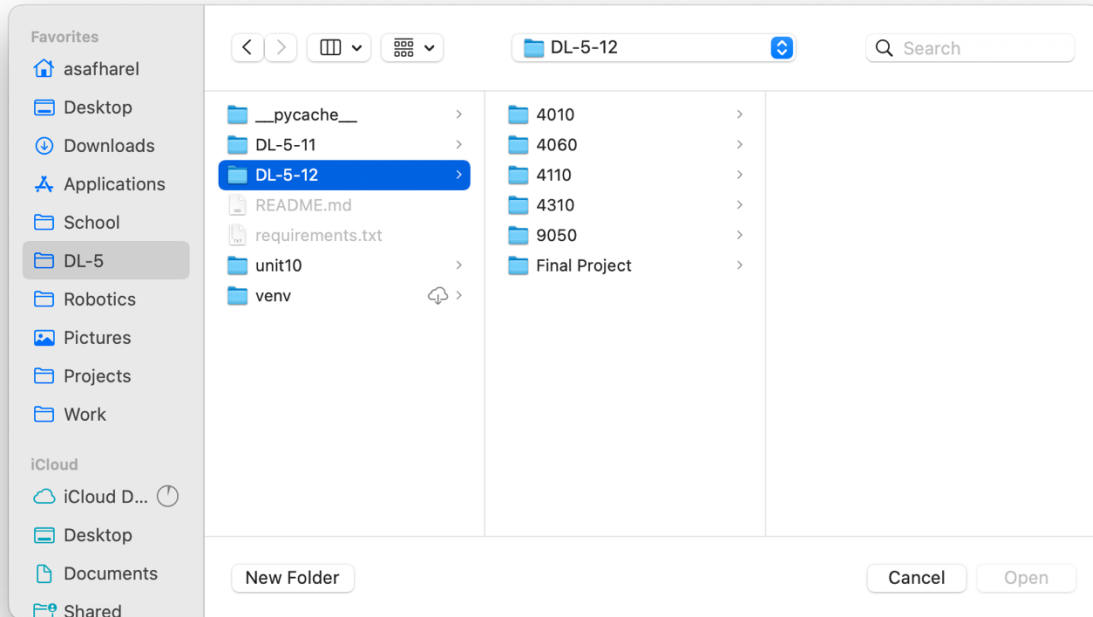 Favorites
asafharel
Desktop
Downloads
Applications
School
DL-5
Robotics
Pictures
Projects
Work
iCloud
iCloud D...
Desktop
Documents
Shared
DL-5-12
Search
__pycache__
DL-5-11
DL-5-12
README.md
requirements.txt
unit10
venv
4010
4060
4110
4310
9050
Final Project
New Folder
Cancel
Open